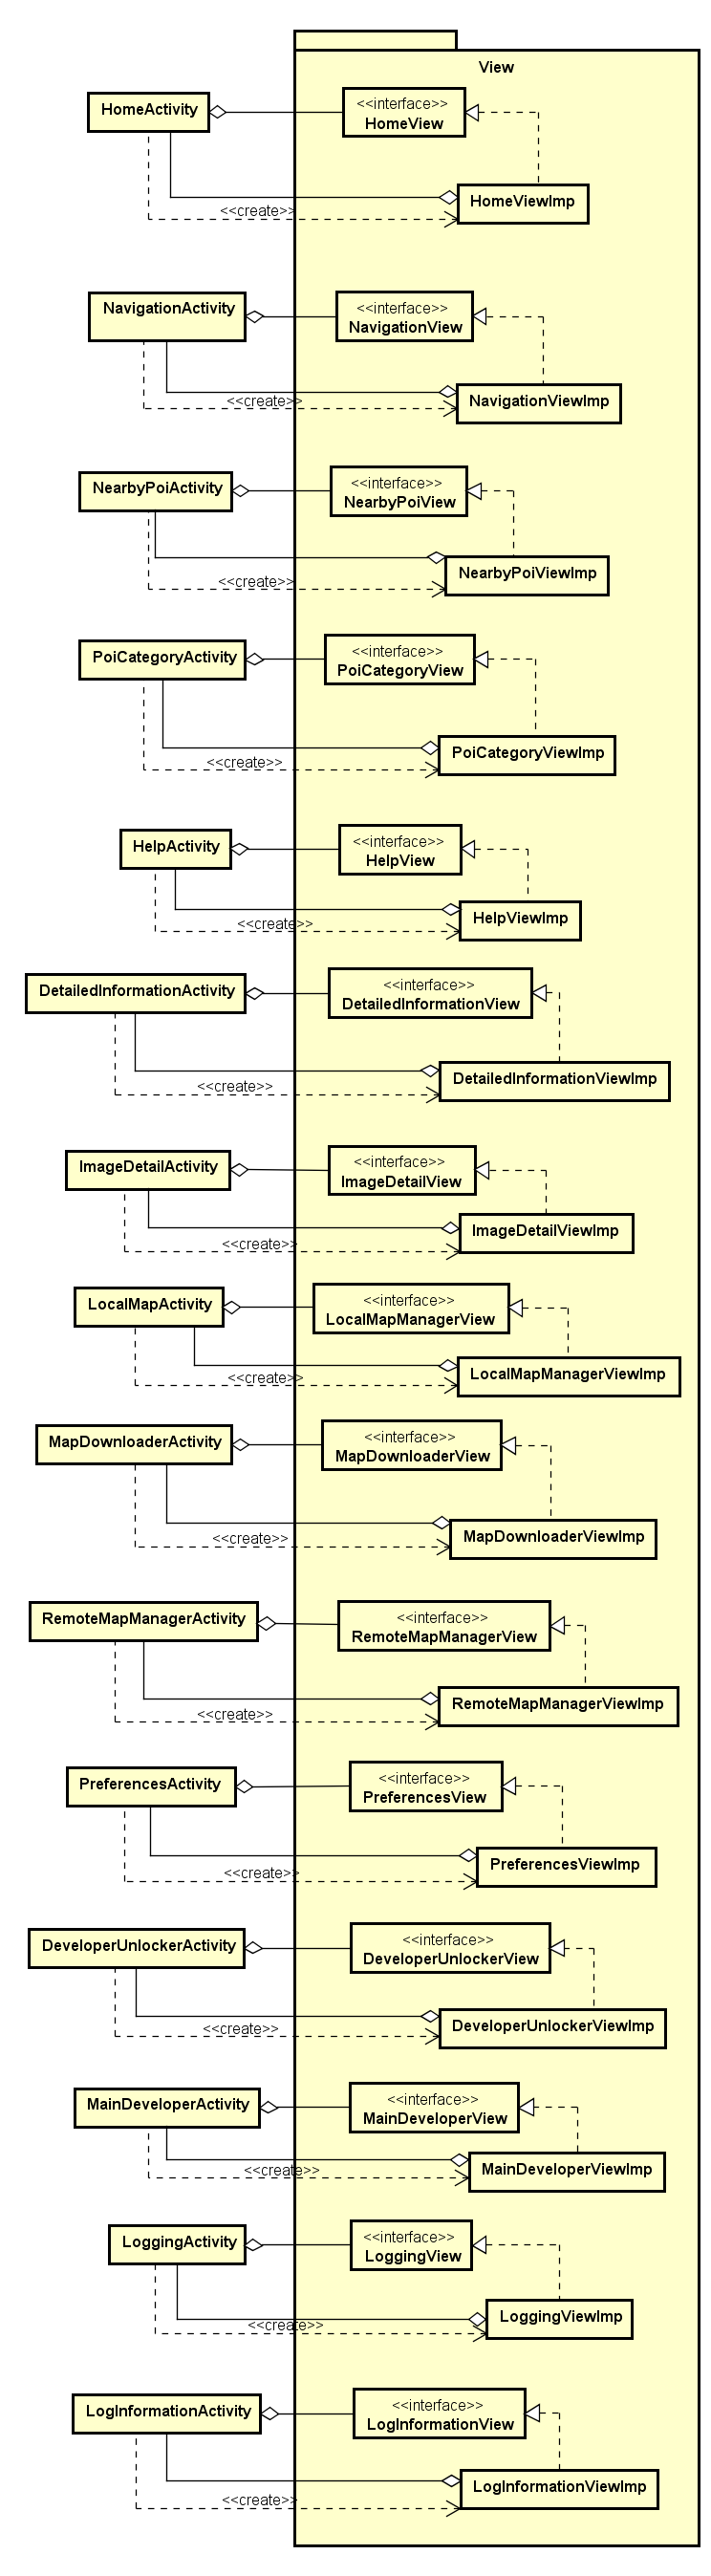 View
HomeActivity
<<interface>>
HomeView
HomeViewImp
<<create>>
NavigationActivity
<<interface>>
NavigationView
NavigationViewImp
<<create>>
NearbyPoiActivity
<<interface>>
NearbyPoiView
NearbyPoiViewImp
<<create>>
PoiCategoryActivity
<<interface>>
PoiCategoryView
PoiCategoryViewImp
<<create>>
HelpActivity
<<interface>>
HelpView
HelpViewImp
<<create>>
DetailedInformationActivity
<<interface>>
DetailedInformationView
DetailedInformationViewImp
<<create>>
ImageDetailActivity
<<interface>>
ImageDetailView
ImageDetailViewImp
<<create>>
LocalMapActivity
<<interface>>
LocalMapManagerView
LocalMapManagerViewImp
<<create>>
MapDownloaderActivity
<<interface>>
MapDownloaderView
MapDownloaderViewImp
<<create>>
RemoteMapManagerActivity
<<interface>>
RemoteMapManagerView
RemoteMapManagerViewImp
<<create>>
PreferencesActivity
<<interface>>
PreferencesView
PreferencesViewImp
<<create>>
DeveloperUnlockerActivity
<<interface>>
DeveloperUnlockerView
DeveloperUnlockerViewImp
<<create>>
MainDeveloperActivity
<<interface>>
MainDeveloperView
MainDeveloperViewImp
<<create>>
LoggingActivity
<<interface>>
LoggingView
LoggingViewImp
<<create>>
LogInformationActivity
<<interface>>
LogInformationView
LogInformationViewImp
<<create>>